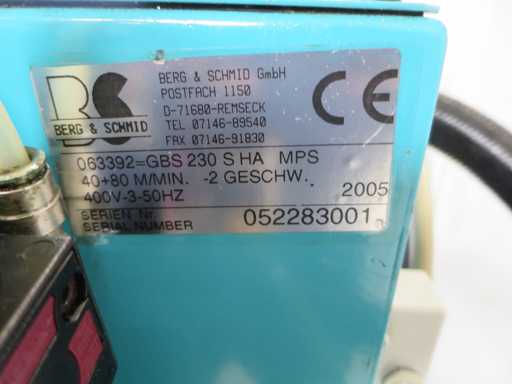 BERG & SCHMID GmbH
POSTFACH 1150
D-71680-REMSECK
TEL 07146-89540
FAX 07146-91830
BERG & SCHMID
CE
063392=GBS 230 S HA MPS
40+80 M/MIN. -2 GESCHW.
400V-3-50HZ 2005
SERIEN Nr.
SERIAL NUMBER 052283001